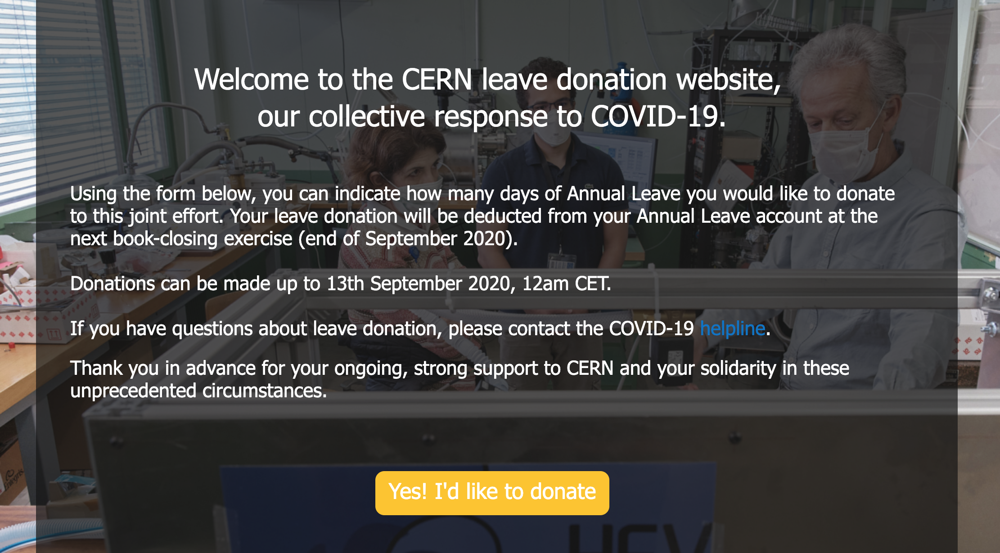 Welcome to the CERN leave donation website,
our collective response to COVID-19.
Using the form below, you can indicate how many days of Annual Leave you would like to donate
to this joint effort. Your leave donation will be deducted from your Annual Leave account at the
next book-closing exercise (end of September 2020).
Donations can be made up to 13th September 2020, 12am CET.
If you have questions about leave donation, please contact the COVID-19 helpline.
Thank you in advance for your ongoing, strong support to CERN and your solidarity in these
unprecedented circumstances.
Entegris
Yes! I'd like to donate
HEV